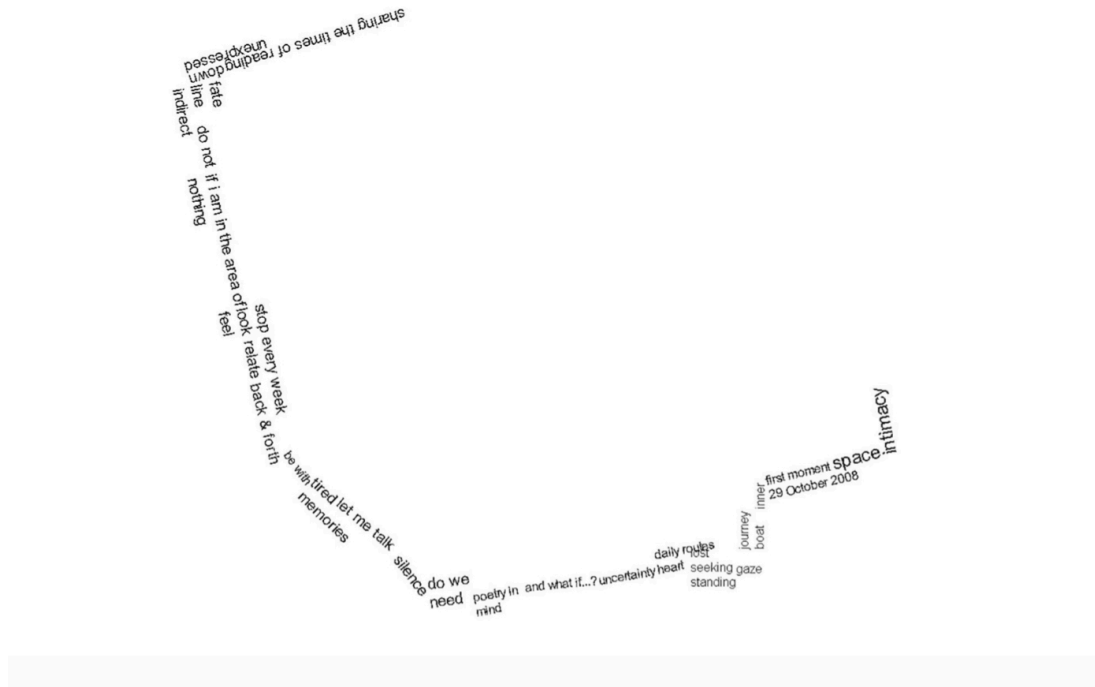 sharing the times of reading down
unexpressed
line
fate
indirect
do not if i am in the area of look relate back & forth
nothing
feel
stop every week
be with tired let me talk silence
memories
do we
need
poetry in
mind
and what if...? uncertainty heart
daily routes
lost
seeking gaze
standing
journey
boat
inner
first moment space intimacy
29 October 2008